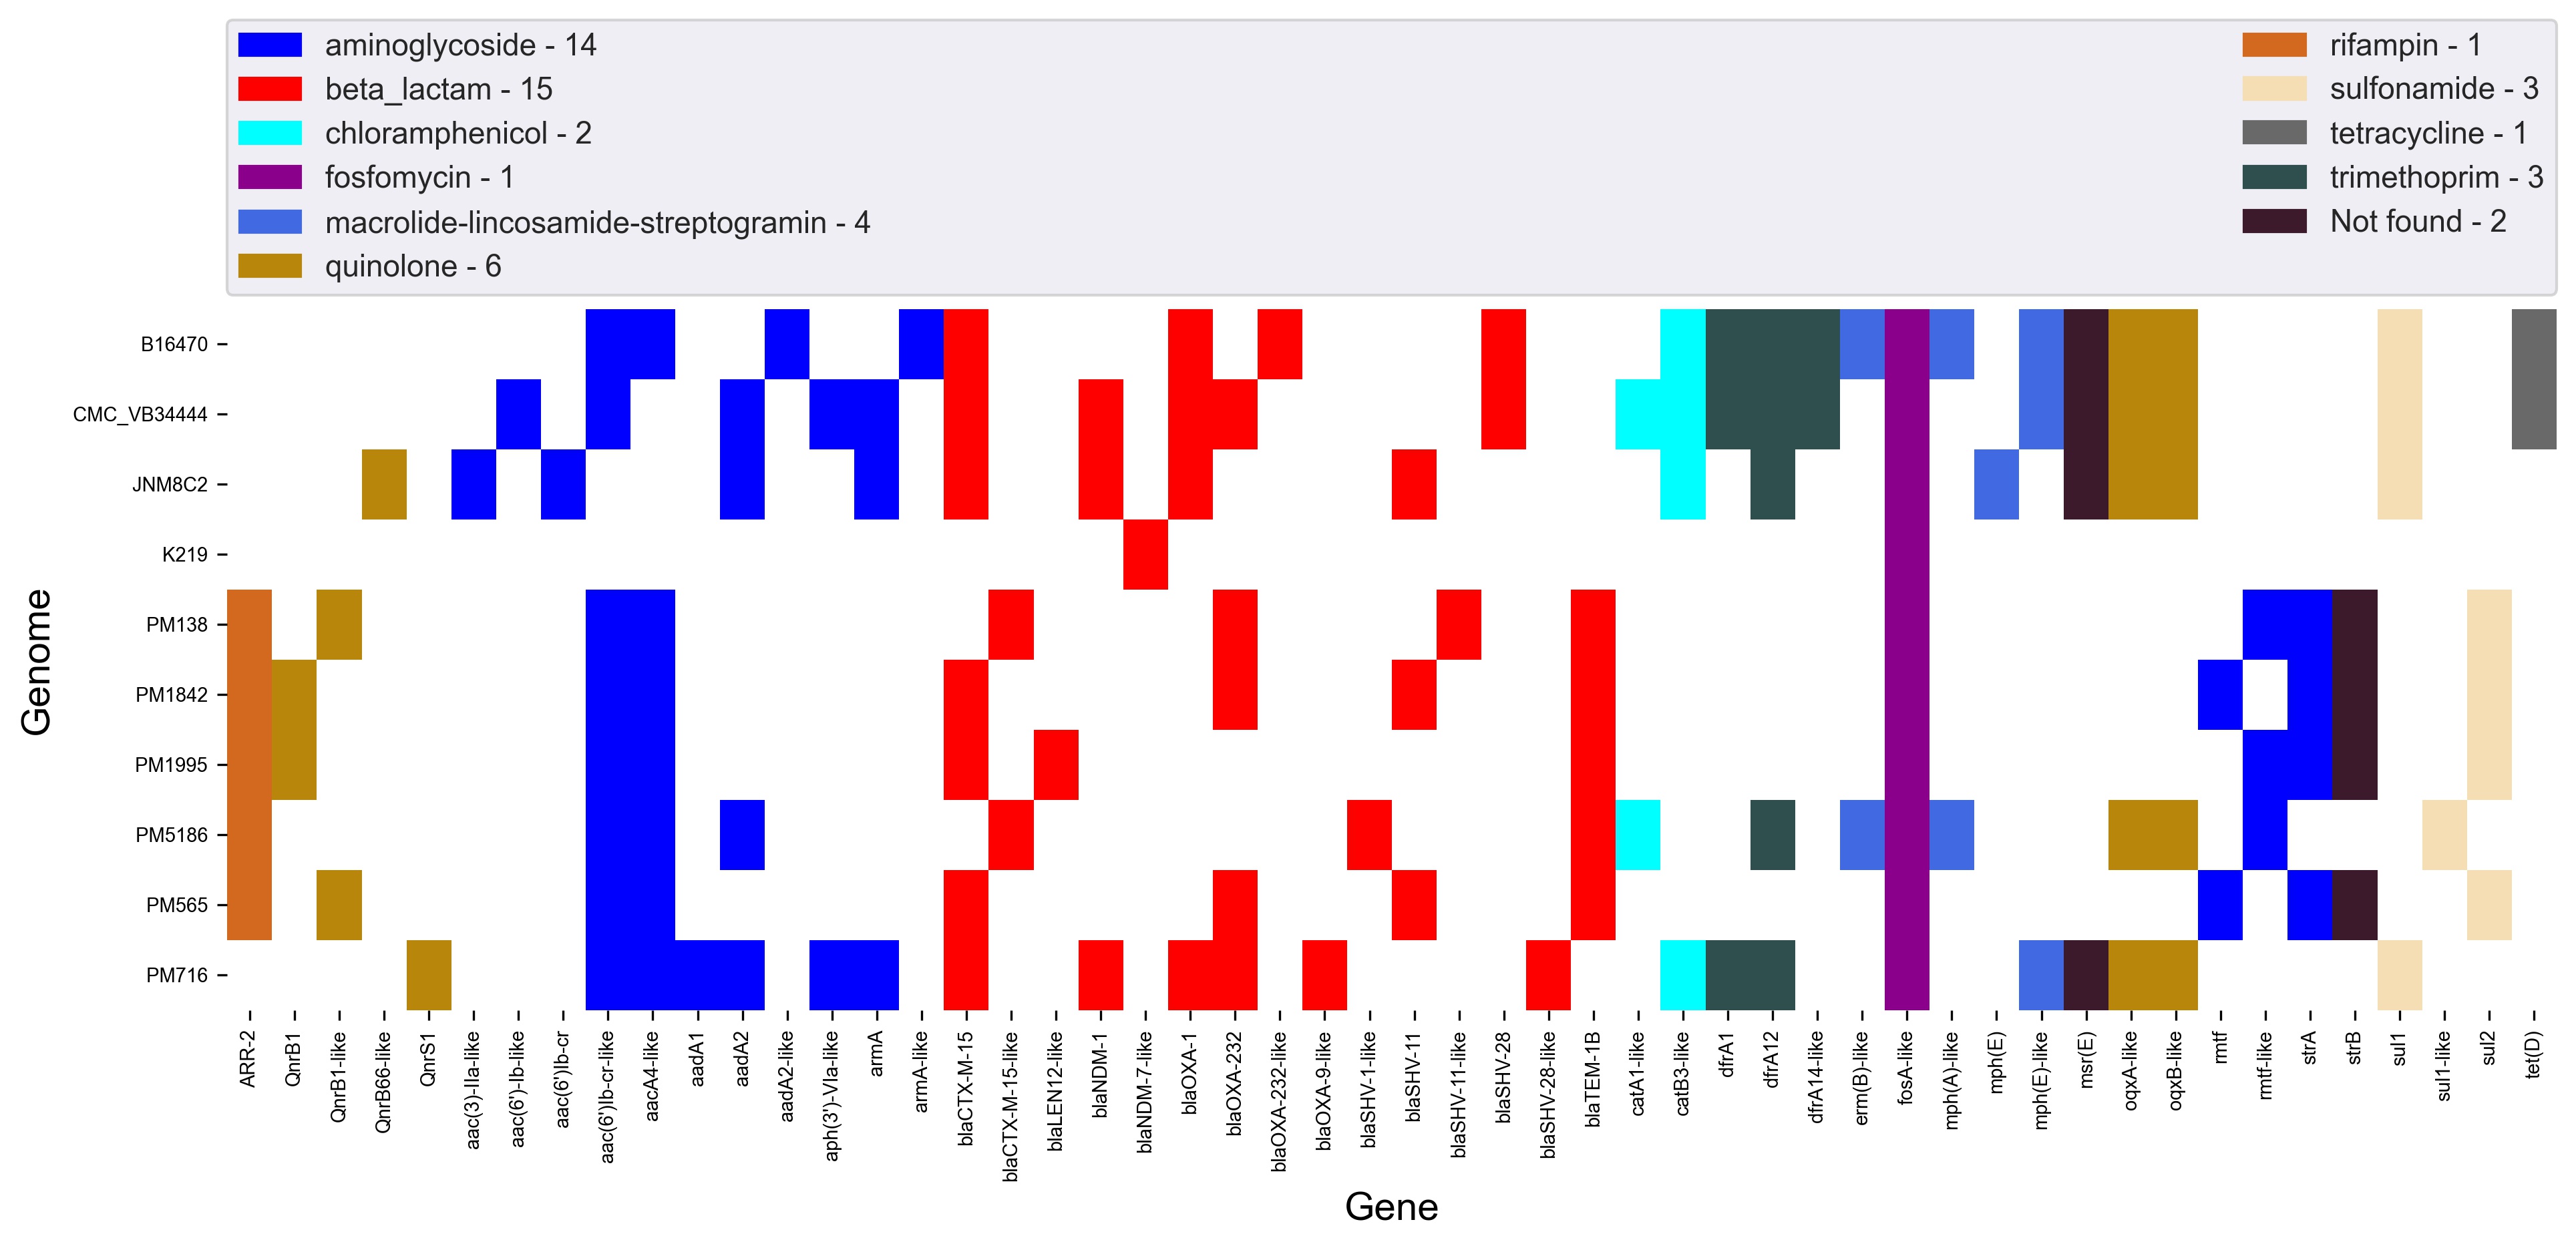 aminoglycoside - 14
beta_lactam - 15
chloramphenicol - 2
fosfomycin - 1
macrolide-lincosamide-streptogramin - 4
quinolone - 6
rifampin - 1
sulfonamide - 3
tetracycline - 1
trimethoprim - 3
Not found - 2
Genome
B16470
CMC_VB34444
JNM8C2
K219
PM138
PM1842
PM1995
PM5186
PM565
PM716
ARR-2
QnrB1
QnrB1-like
QnrB66-like
QnrS1
aac(3)-IIa-like
aac(6')-Ib-like
aac(6')Ib-cr
aac(6')Ib-cr-like
aacA4-like
aadA1
aadA2
aadA2-like
aph(3')-VIa-like
armA
armA-like
blaCTX-M-15
blaCTX-M-15-like
blaLEN12-like
blaNDM-1
blaNDM-7-like
blaOXA-1
blaOXA-232
blaOXA-232-like
blaOXA-9-like
blaSHV-1-like
blaSHV-11
blaSHV-11-like
blaSHV-28
blaSHV-28-like
blaTEM-1B
catA1-like
catB3-like
dfrA1
dfrA12
dfrA14-like
erm(B)-like
fosA-like
mph(A)-like
mph(E)
mph(E)-like
msr(E)
oqxA-like
oqxB-like
rmtf
rmtf-like
strA
strB
sul1
sul1-like
sul2
tet(D)
Gene